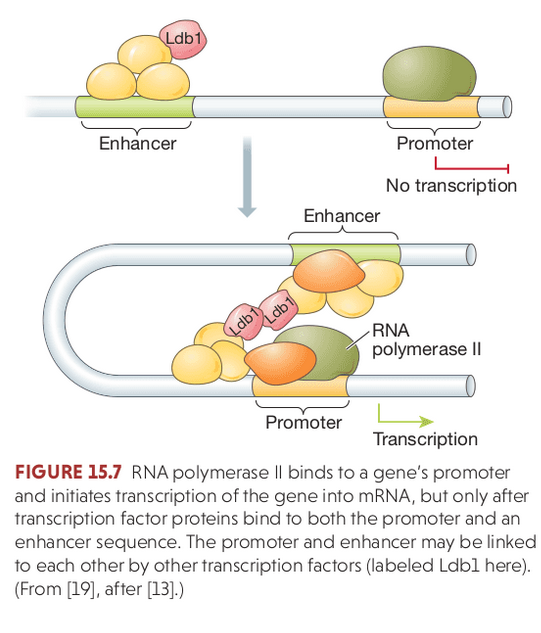 Ldb1
Enhancer
Promoter
No transcription
Enhancer
Ldb1
Ldb1
RNA
polymerase II
Promoter
Transcription
FIGURE 15.7 RNA polymerase II binds to a gene’s promoter
and initiates transcription of the gene into mRNA, but only after
transcription factor proteins bind to both the promoter and an
enhancer sequence. The promoter and enhancer may be linked
to each other by other transcription factors (labeled Ldb1 here).
(From [19], after [13].)